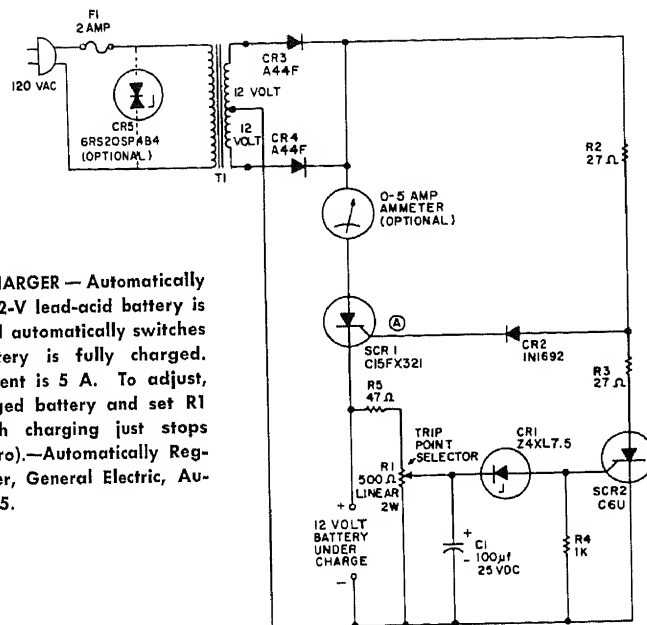 F1
2 AMP
120 VAC
CR5
6RS20SP4B4
(OPTIONAL)
T1
12 VOLT
12
VOLT
CR3
A44F
CR4
A44F
0-5 AMP
AMMETER
(OPTIONAL)
R2
27 Ω
A
SCR 1
C15FX321
CR2
1N1692
R3
27 Ω
R5
47 Ω
R1
500 Ω
LINEAR
2W
TRIP
POINT
SELECTOR
CR1
Z4XL7.5
SCR2
C6U
+
12 VOLT
BATTERY
UNDER
CHARGE
−
+
C1
− 100µf
25 VDC
R4
1K
HARGER — Automatically
2-V lead-acid battery is
l automatically switches
tery is fully charged.
ent is 5 A. To adjust,
ged battery and set R1
h charging just stops
ro).—Automatically Reg-
er, General Electric, Au-
5.